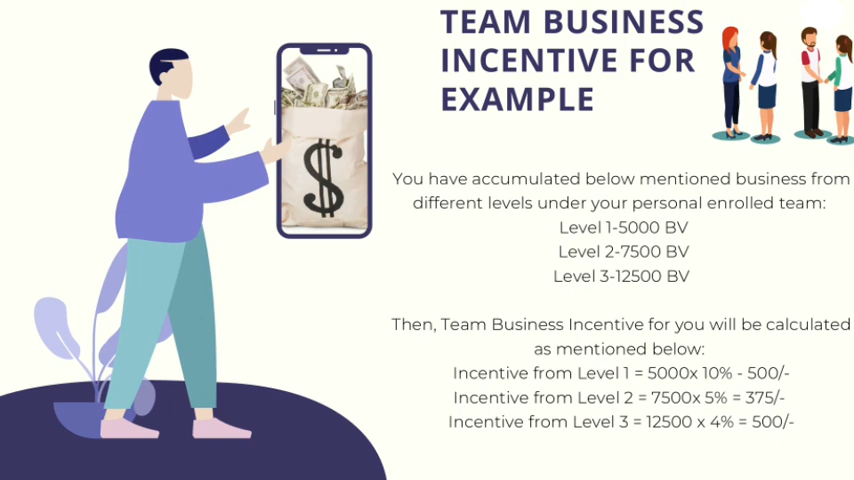 TEAM BUSINESS
INCENTIVE FOR
EXAMPLE
You have accumulated below mentioned business from
different levels under your personal enrolled team:
Level 1-5000 BV
Level 2-7500 BV
Level 3-12500 BV
Then, Team Business Incentive for you will be calculated
as mentioned below:
Incentive from Level 1 = 5000x 10% - 500/-
Incentive from Level 2 = 7500x 5% = 375/-
Incentive from Level 3 = 12500 x 4% = 500/-
$